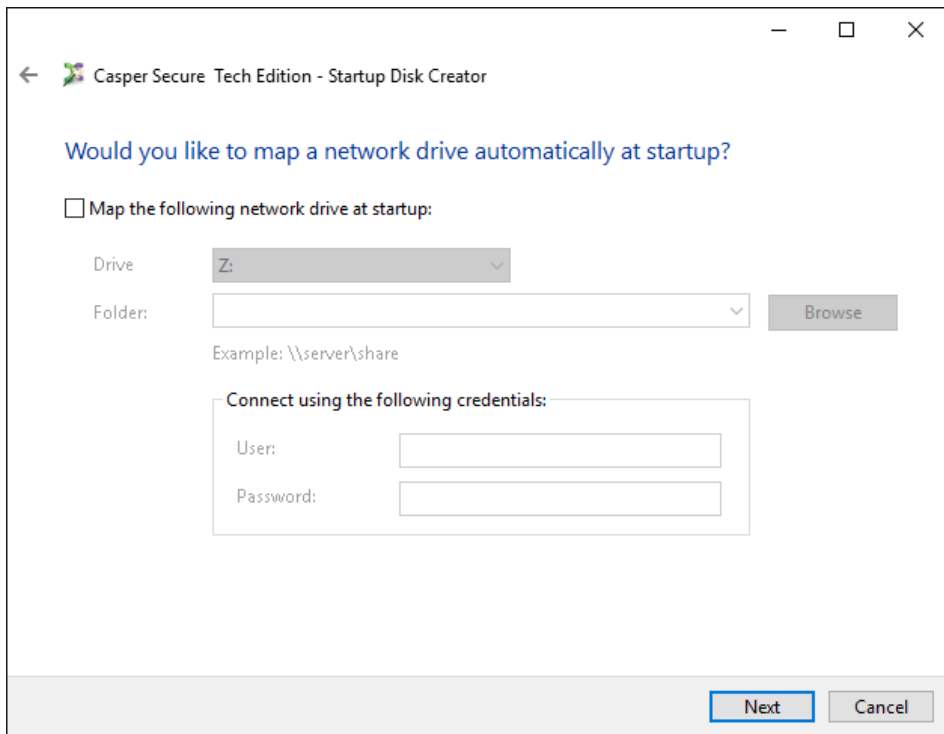 Casper Secure Tech Edition - Startup Disk Creator
Would you like to map a network drive automatically at startup?
Map the following network drive at startup:
Drive Z:
Folder: Browse
Example: \\server\share
Connect using the following credentials:
User:
Password:
Next Cancel